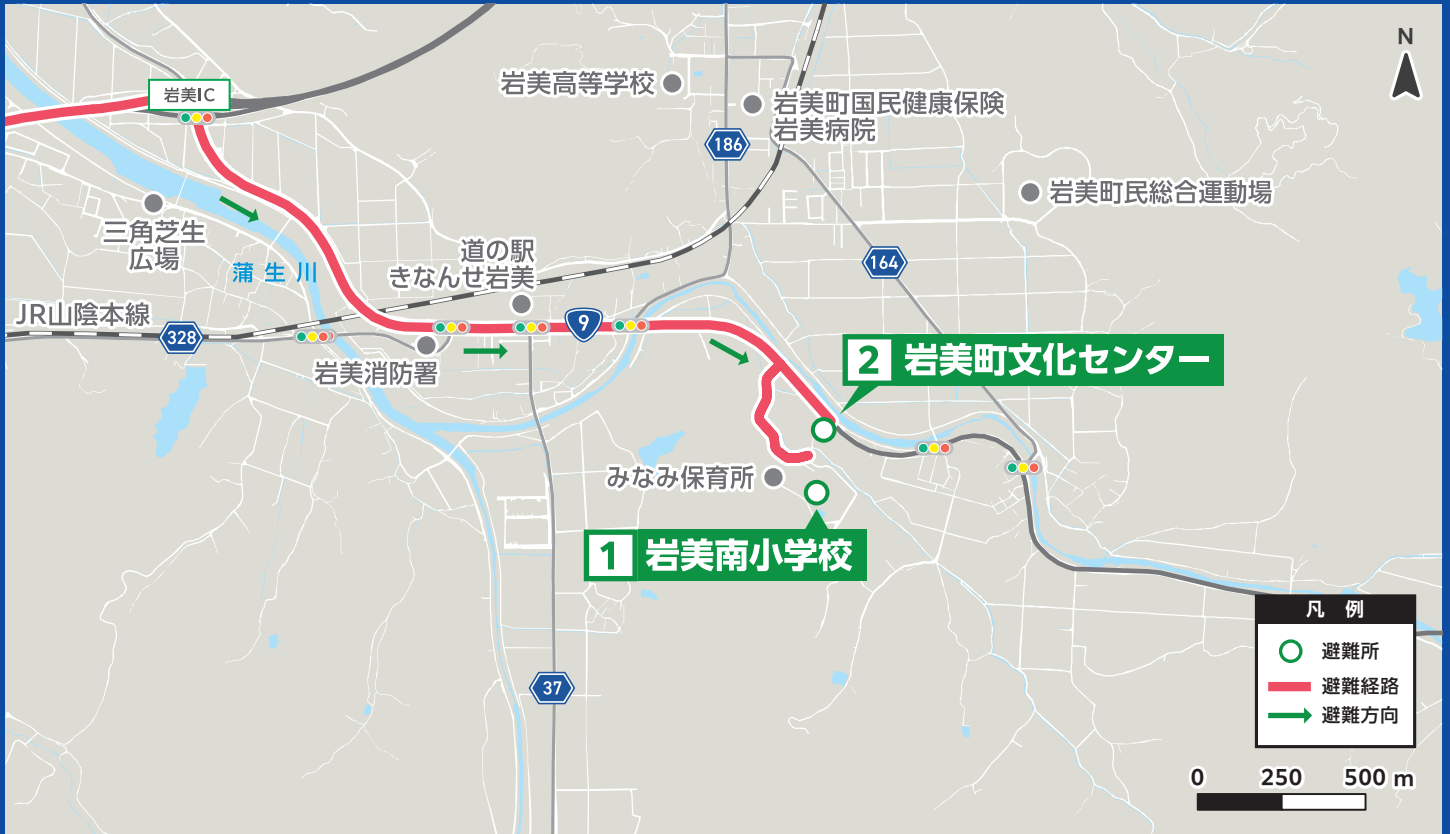 N
岩美IC
岩美高等学校
岩美町国民健康保険
岩美病院
186
岩美町民総合運動場
三角芝生
広場
蒲生川
道の駅
きなんせ岩美
164
JR山陰本線
328
9
岩美消防署
2 岩美町文化センター
みなみ保育所
1 岩美南小学校
37
凡 例
避難所
避難経路
避難方向
0 250 500 m